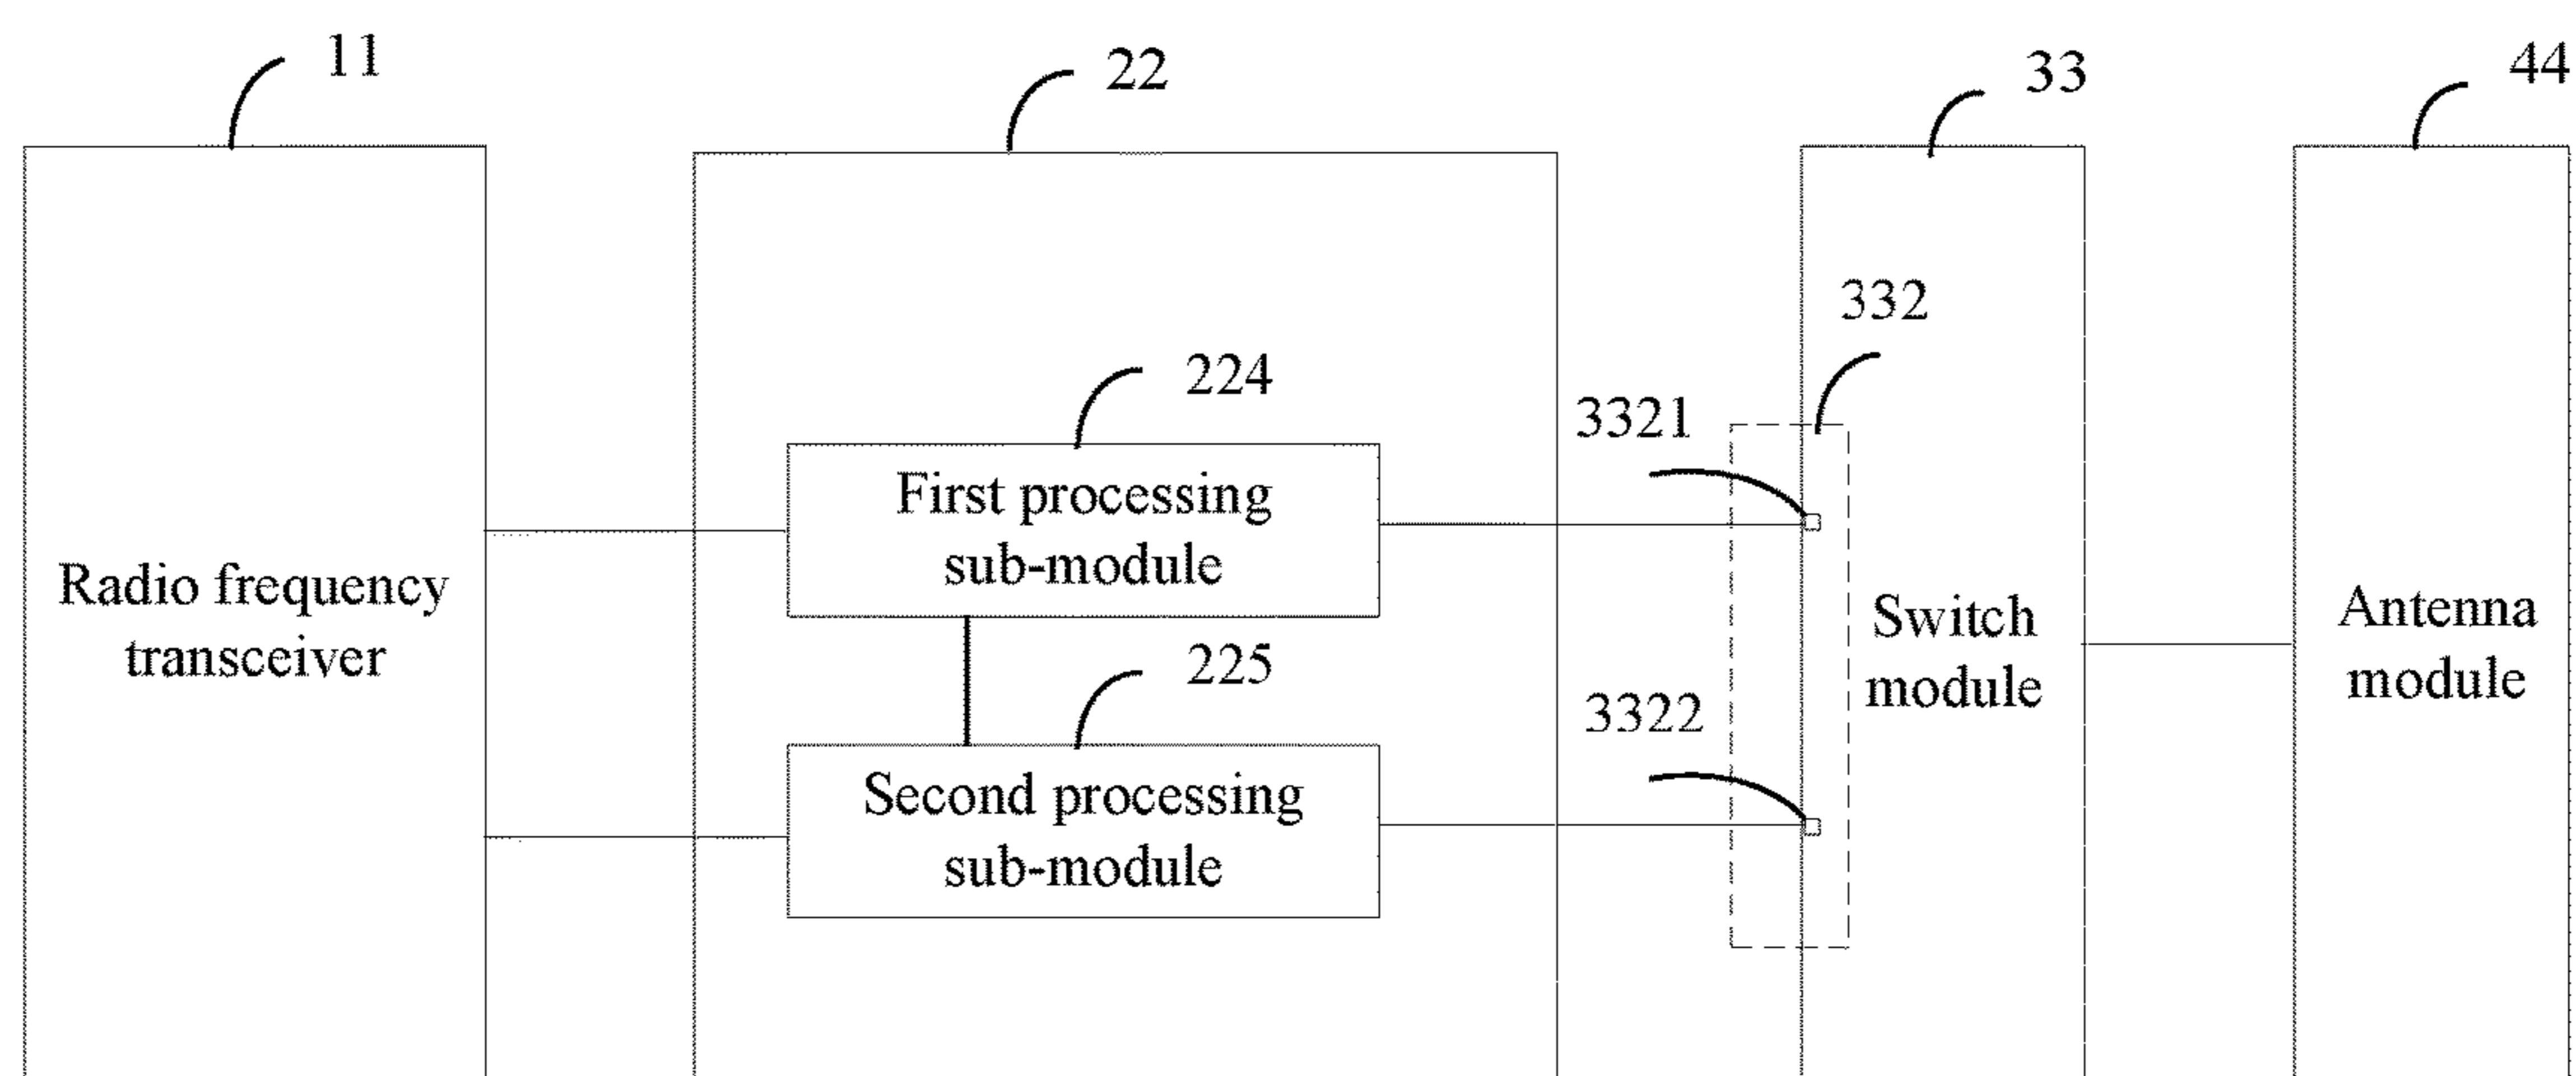 11
22
33
44
332
224
3321
First processing
sub-module
Radio frequency
transceiver
Switch
module
Antenna
module
225
3322
Second processing
sub-module